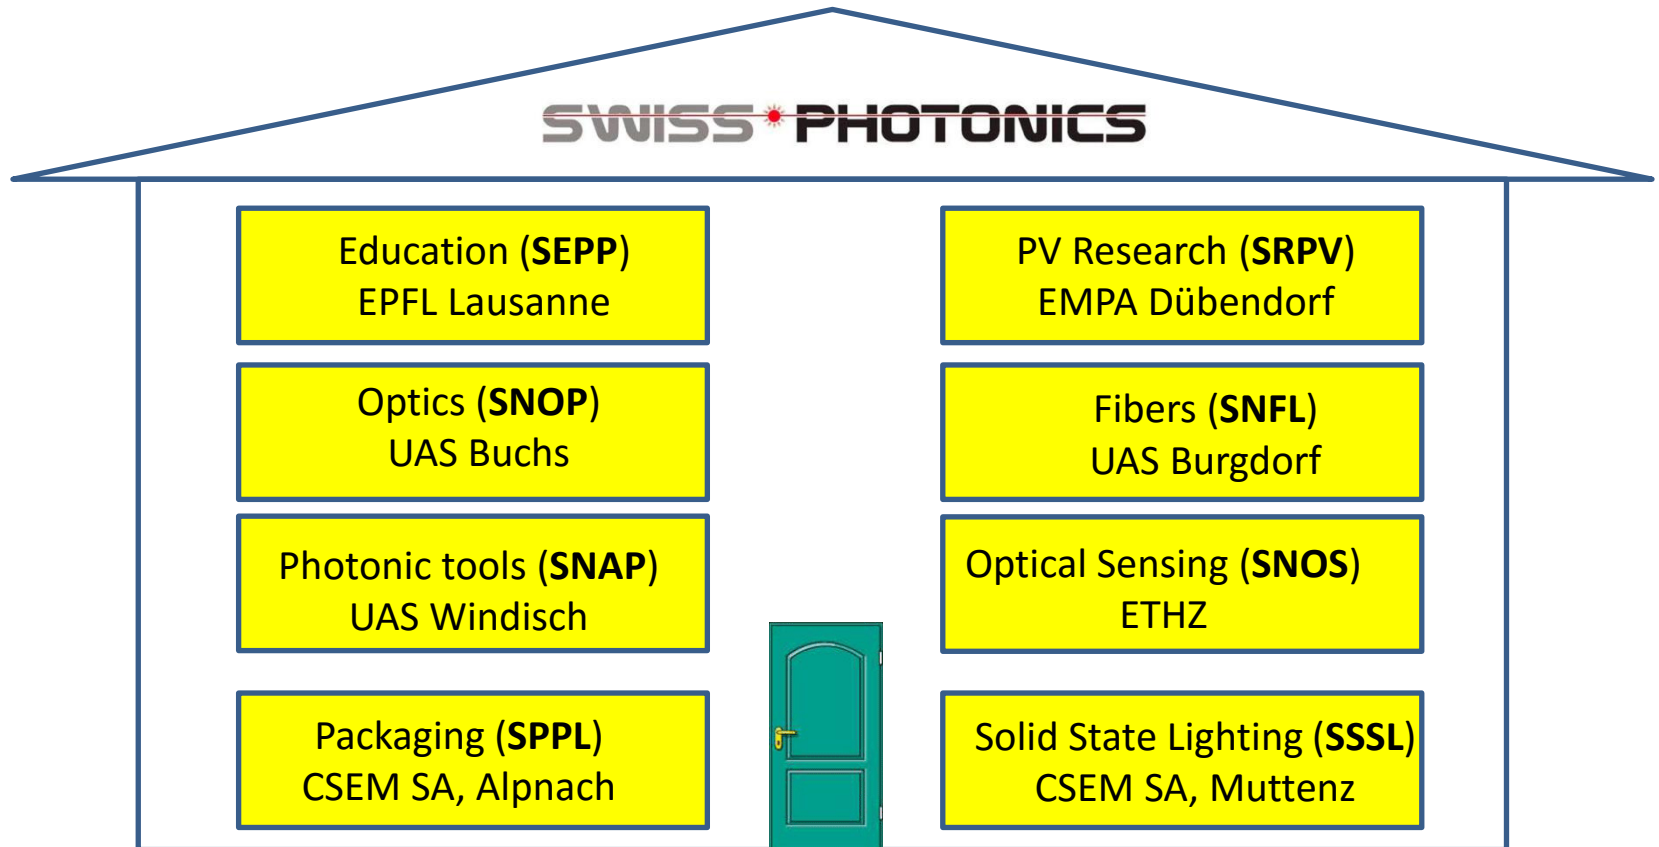 SWISS PHOTONICS
Education (SEPP)
EPFL Lausanne
PV Research (SRPV)
EMPA Dübendorf
Optics (SNOP)
UAS Buchs
Fibers (SNFL)
UAS Burgdorf
Photonic tools (SNAP)
UAS Windisch
Optical Sensing (SNOS)
ETHZ
Packaging (SPPL)
CSEM SA, Alpnach
Solid State Lighting (SSSL)
CSEM SA, Muttenz